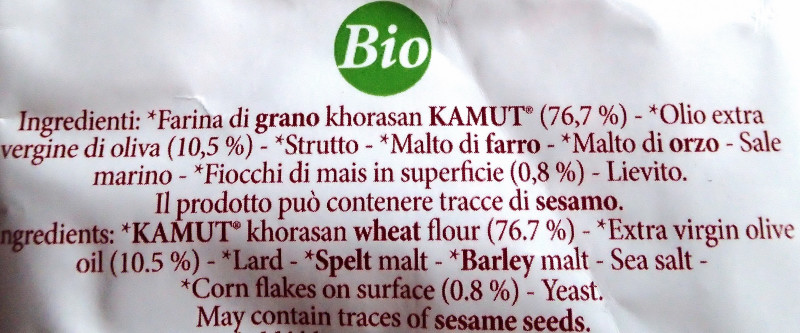 Bio
Ingredienti: *Farina di grano khorasan KAMUT® (76,7 %) - *Olio extra
vergine di oliva (10,5 %) - *Strutto - *Malto di farro - *Malto di orzo - Sale
marino - *Fiocchi di mais in superficie (0,8 %) - Lievito.
Il prodotto può contenere tracce di sesamo.
ngredients: *KAMUT® khorasan wheat flour (76.7 %) - *Extra virgin olive
oil (10.5 %) - *Lard - *Spelt malt - *Barley malt - Sea salt -
*Corn flakes on surface (0.8 %) - Yeast.
May contain traces of sesame seeds.